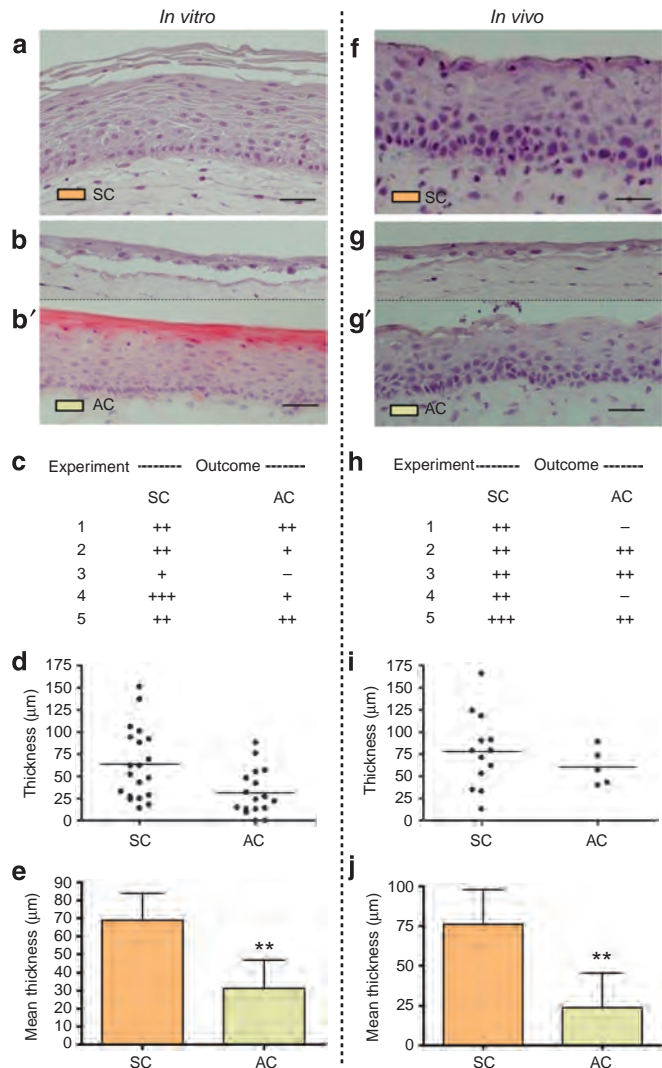 In vitro
a
SC
b
b′
AC
c
Experiment Outcome
SC AC
1 ++ ++
2 ++ +
3 + –
4 +++ +
5 ++ ++
d
Thickness (μm)
175
150
125
100
75
50
25
0
SC AC
e
Mean thickness (μm)
90
80
70
60
50
40
30
20
10
0
**
SC AC
In vivo
f
SC
g
g′
AC
h
Experiment Outcome
SC AC
1 ++ –
2 ++ ++
3 ++ ++
4 ++ –
5 +++ ++
i
Thickness (μm)
175
150
125
100
75
50
25
0
SC AC
j
Mean thickness (μm)
100
75
50
25
0
**
SC AC